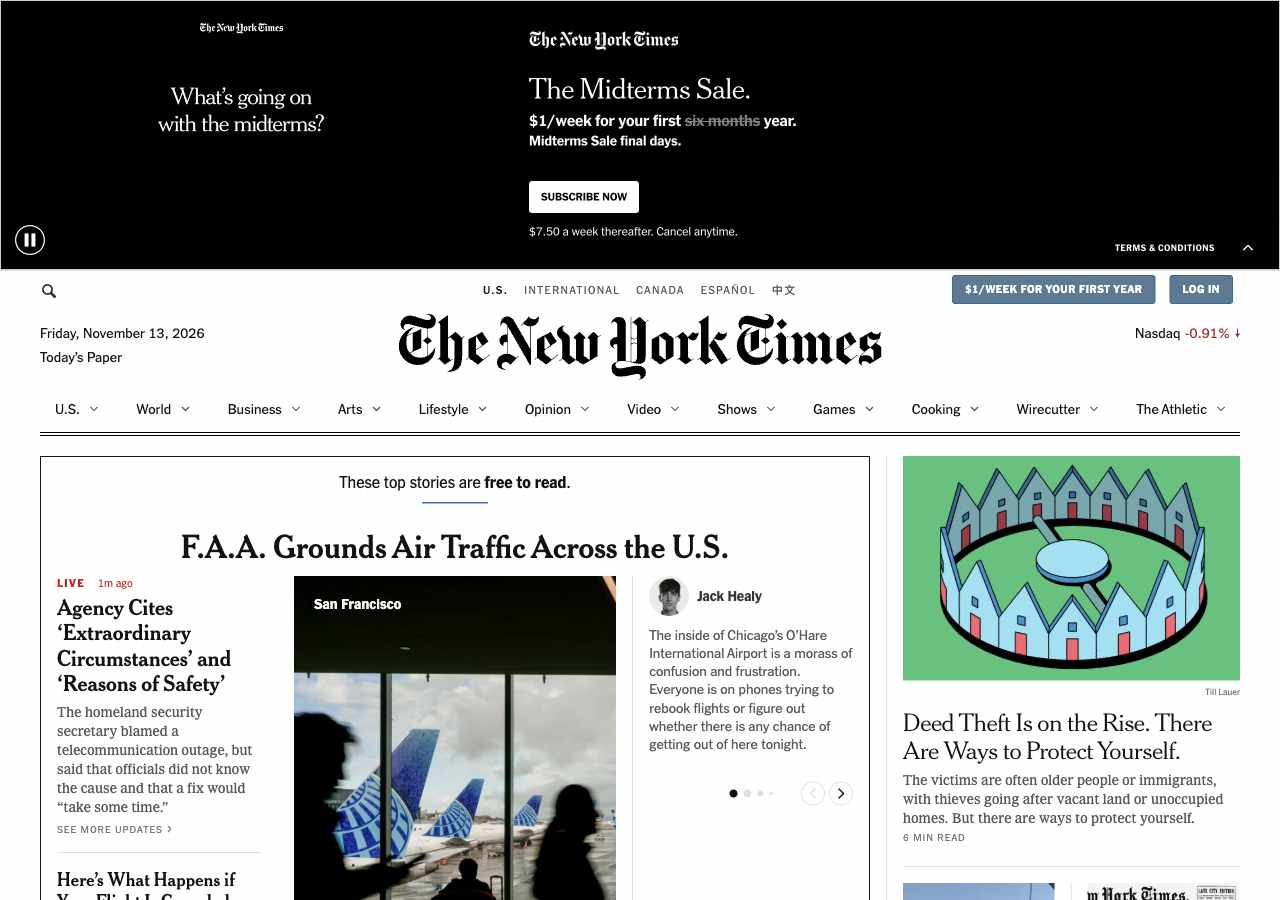 The New York Times
What's going on
with the midterms?
The New York Times
The Midterms Sale.
$1/week for your first six months year.
Midterms Sale final days.
SUBSCRIBE NOW
$7.50 a week thereafter. Cancel anytime.
TERMS & CONDITIONS
U.S. INTERNATIONAL CANADA ESPAÑOL 中文
$1/WEEK FOR YOUR FIRST YEAR
LOG IN
Friday, November 13, 2026
Today's Paper
The New York Times
Nasdaq -0.91%
U.S. World Business Arts Lifestyle Opinion Video Shows Games Cooking Wirecutter The Athletic
These top stories are free to read.
F.A.A. Grounds Air Traffic Across the U.S.
LIVE 1m ago
Agency Cites
‘Extraordinary
Circumstances’ and
‘Reasons of Safety’
The homeland security
secretary blamed a
telecommunication outage, but
said that officials did not know
the cause and that a fix would
“take some time.”
SEE MORE UPDATES
Here’s What Happens if
Your Flight Is Grounded
San Francisco
Jack Healy
The inside of Chicago’s O’Hare
International Airport is a morass of
confusion and frustration.
Everyone is on phones trying to
rebook flights or figure out
whether there is any chance of
getting out of here tonight.
Till Lauer
Deed Theft Is on the Rise. There
Are Ways to Protect Yourself.
The victims are often older people or immigrants,
with thieves going after vacant land or unoccupied
homes. But there are ways to protect yourself.
6 MIN READ
York Times.
LATE CITY EDITION